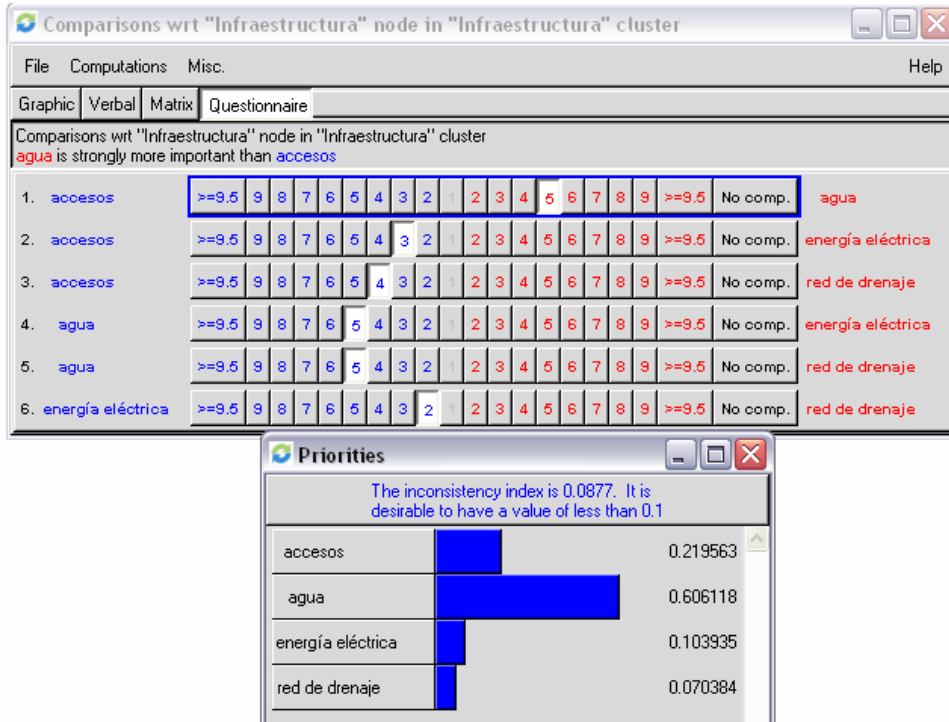 Comparisons wrt "Infraestructura" node in "Infraestructura" cluster
File Computations Misc. Help
Graphic Verbal Matrix Questionnaire
Comparisons wrt "Infraestructura" node in "Infraestructura" cluster
agua is strongly more important than accesos
1. accesos >=9.5 9 8 7 6 5 4 3 2 1 2 3 4 5 6 7 8 9 >=9.5 No comp. agua
2. accesos >=9.5 9 8 7 6 5 4 3 2 1 2 3 4 5 6 7 8 9 >=9.5 No comp. energía eléctrica
3. accesos >=9.5 9 8 7 6 5 4 3 2 1 2 3 4 5 6 7 8 9 >=9.5 No comp. red de drenaje
4. agua >=9.5 9 8 7 6 5 4 3 2 1 2 3 4 5 6 7 8 9 >=9.5 No comp. energía eléctrica
5. agua >=9.5 9 8 7 6 5 4 3 2 1 2 3 4 5 6 7 8 9 >=9.5 No comp. red de drenaje
6. energía eléctrica >=9.5 9 8 7 6 5 4 3 2 1 2 3 4 5 6 7 8 9 >=9.5 No comp. red de drenaje
Priorities
The inconsistency index is 0.0877. It is
desirable to have a value of less than 0.1
accesos 0.219563
agua 0.606118
energía eléctrica 0.103935
red de drenaje 0.070384